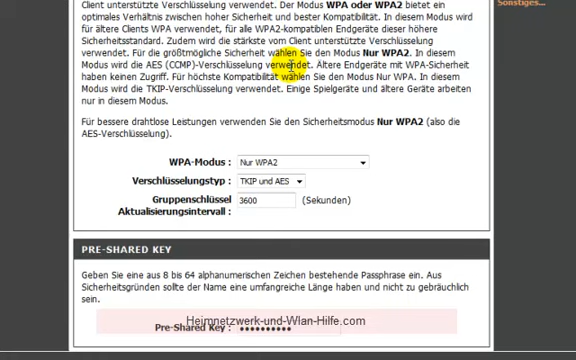 Sonstiges...
Client unterstützte Verschlüsselung verwendet. Der Modus WPA oder WPA2 bietet ein
optimales Verhältnis zwischen hoher Sicherheit und bester Kompatibilität. In diesem Modus wird
für ältere Clients WPA verwendet, für alle WPA2-kompatiblen Endgeräte dieser höhere
Sicherheitsstandard. Zudem wird die stärkste vom Client unterstützte Verschlüsselung
verwendet. Für die größtmögliche Sicherheit wählen Sie den Modus Nur WPA2. In diesem
Modus wird die AES (CCMP)-Verschlüsselung verwendet. Ältere Endgeräte mit WPA-Sicherheit
haben keinen Zugriff. Für höchste Kompatibilität wählen Sie den Modus Nur WPA. In diesem
Modus wird die TKIP-Verschlüsselung verwendet. Einige Spielgeräte und ältere Geräte arbeiten
nur in diesem Modus.
Für bessere drahtlose Leistungen verwenden Sie den Sicherheitsmodus Nur WPA2 (also die
AES-Verschlüsselung).
WPA-Modus : Nur WPA2
Verschlüsselungstyp : TKIP und AES
Gruppenschlüssel 3600 (Sekunden)
Aktualisierungsintervall :
PRE-SHARED KEY
Geben Sie eine aus 8 bis 64 alphanumerischen Zeichen bestehende Passphrase ein. Aus
Sicherheitsgründen sollte der Name eine umfangreiche Länge haben und nicht zu gebräuchlich
sein.
Heimnetzwerk-und-Wlan-Hilfe.com
Pre-Shared Key : ••••••••••